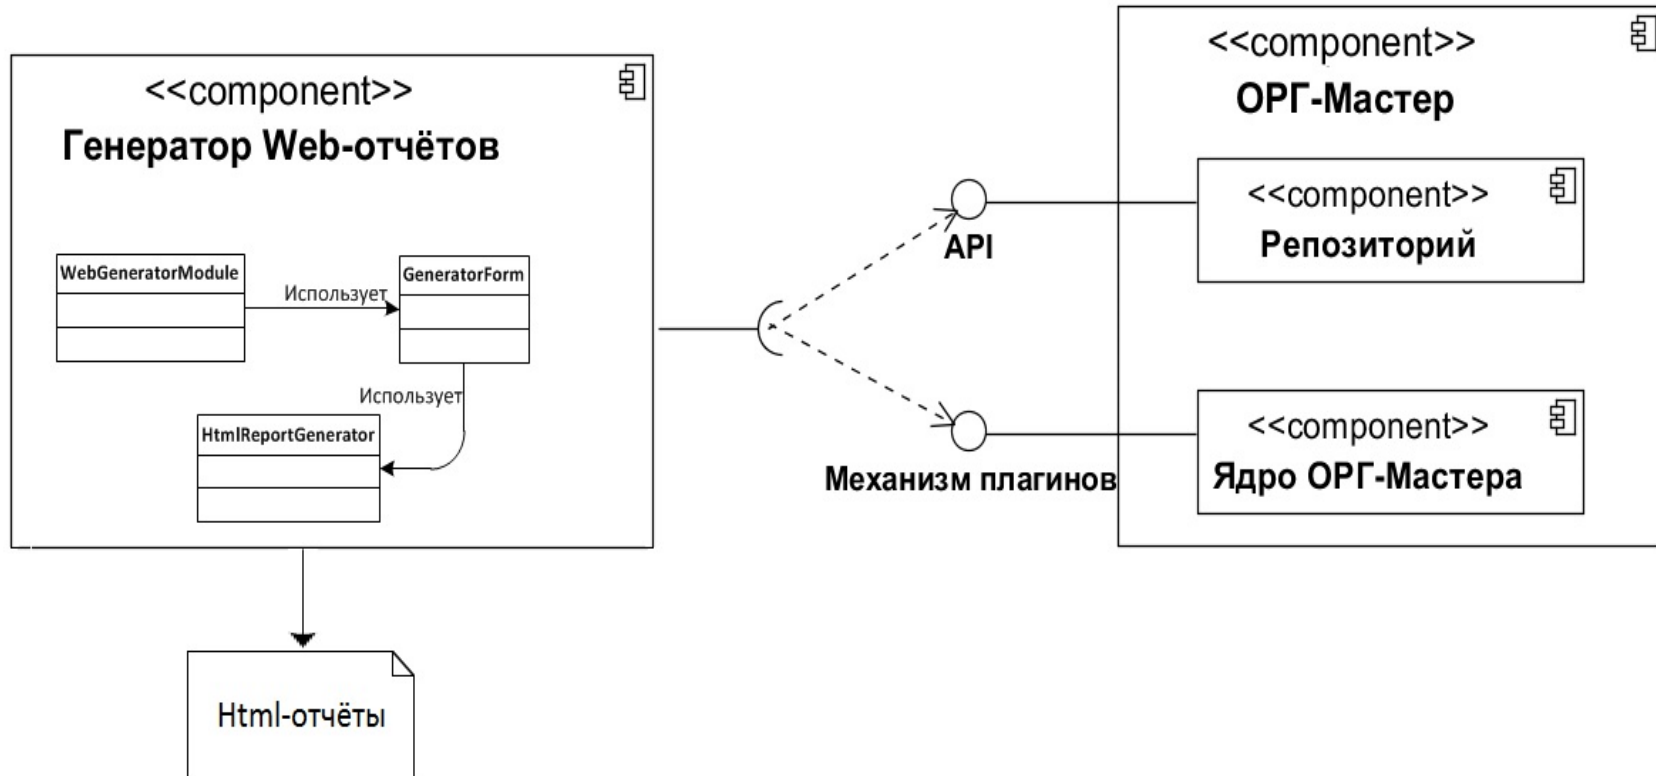 <<component>>
Генератор Web-отчётов
WebGeneratorModule
Использует
GeneratorForm
Использует
HtmlReportGenerator
Html-отчёты
API
Механизм плагинов
<<component>>
ОРГ-Мастер
<<component>>
Репозиторий
<<component>>
Ядро ОРГ-Мастера